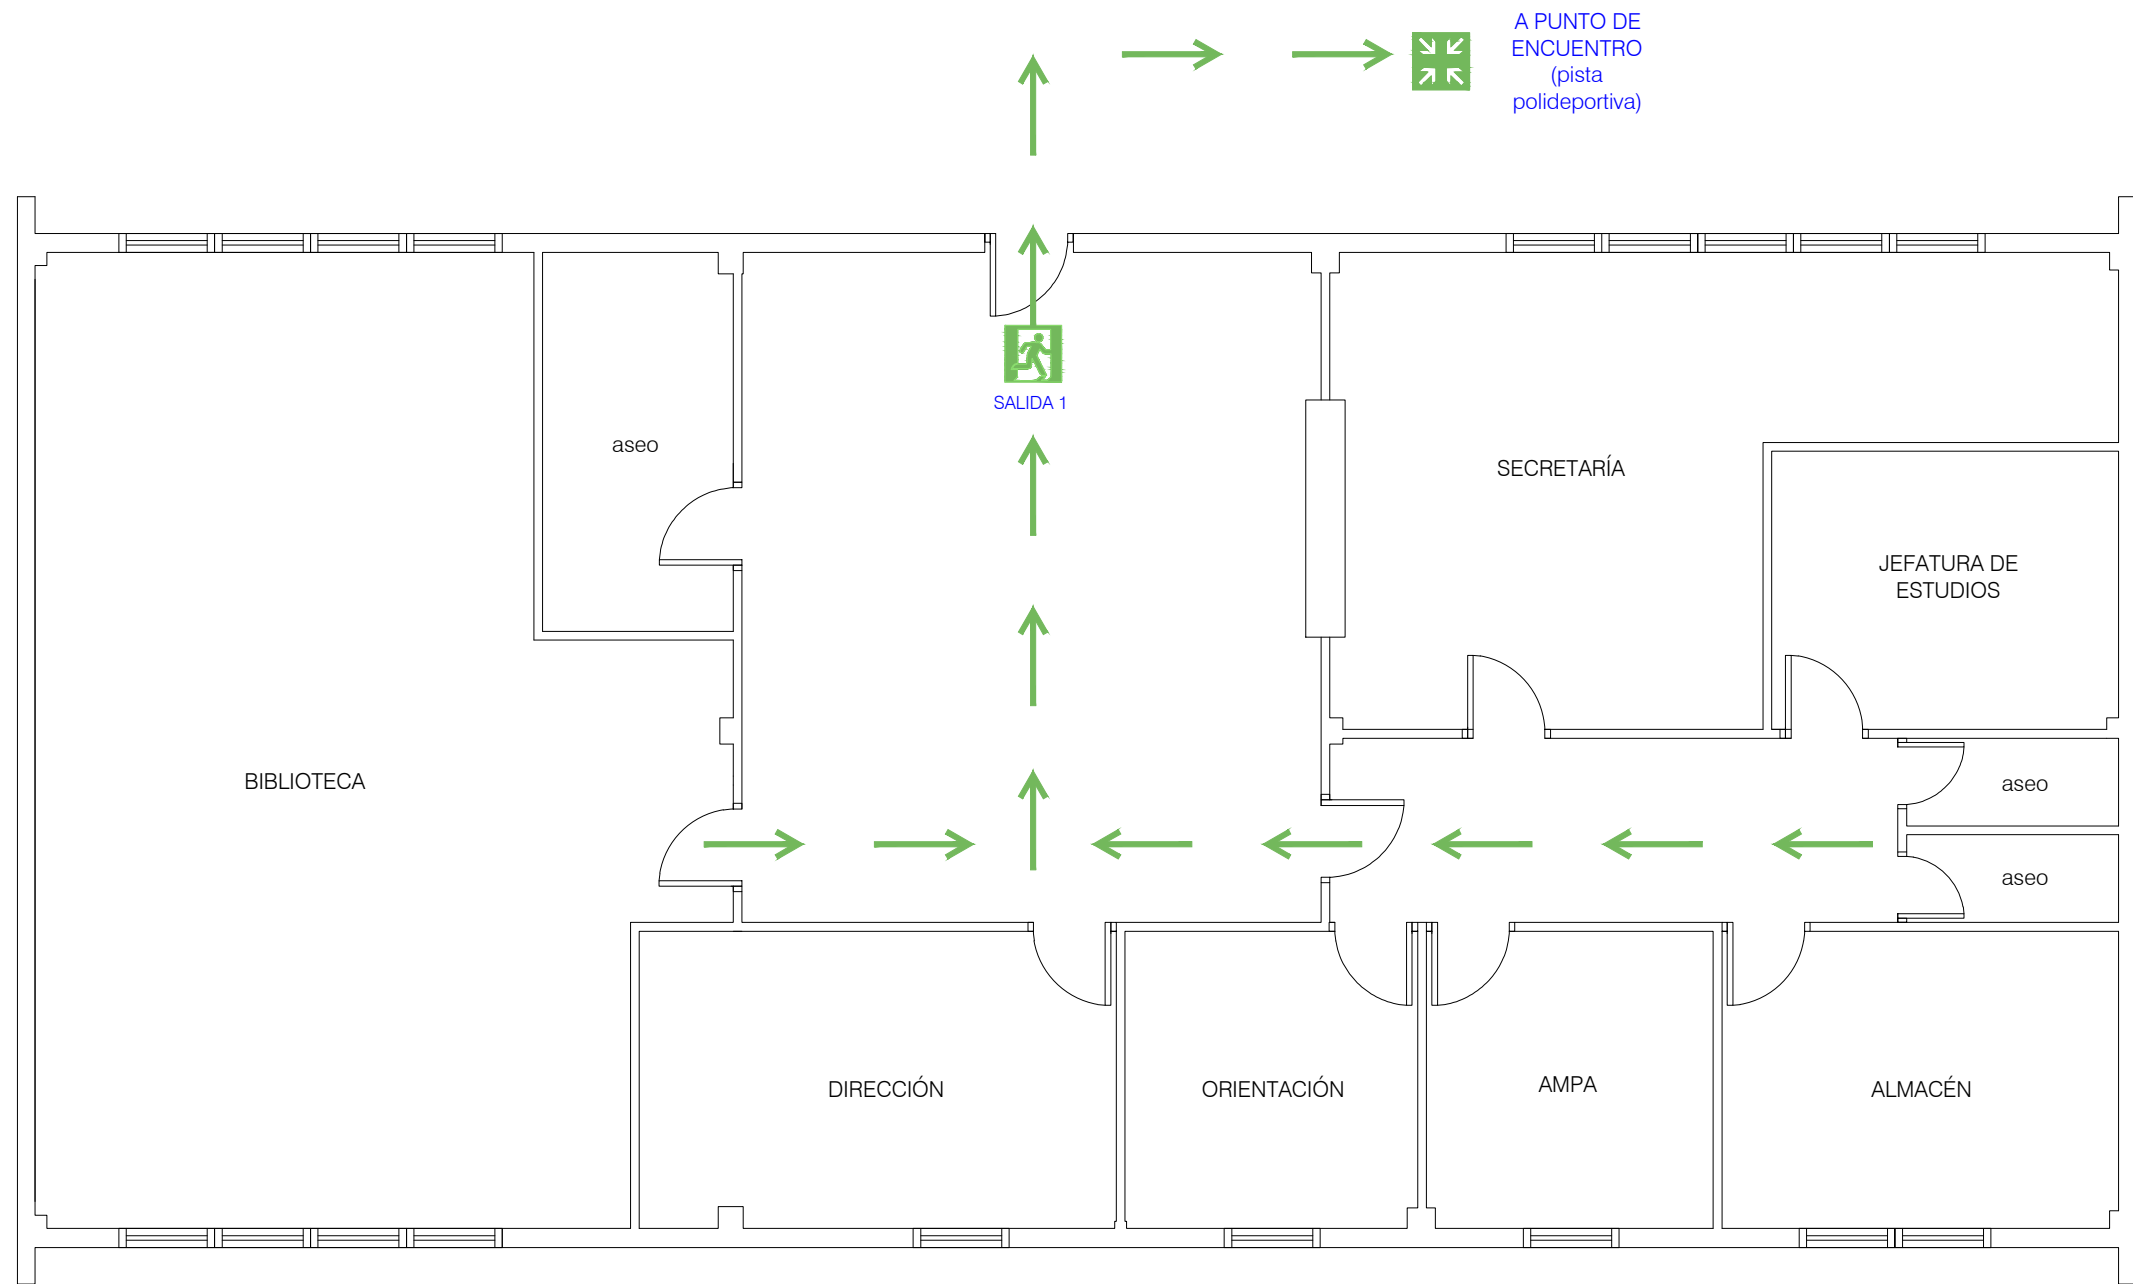 A PUNTO DE
ENCUENTRO
(pista
polideportiva)
SALIDA 1
aseo
SECRETARÍA
JEFATURA DE
ESTUDIOS
BIBLIOTECA
aseo
aseo
DIRECCIÓN
ORIENTACIÓN
AMPA
ALMACÉN